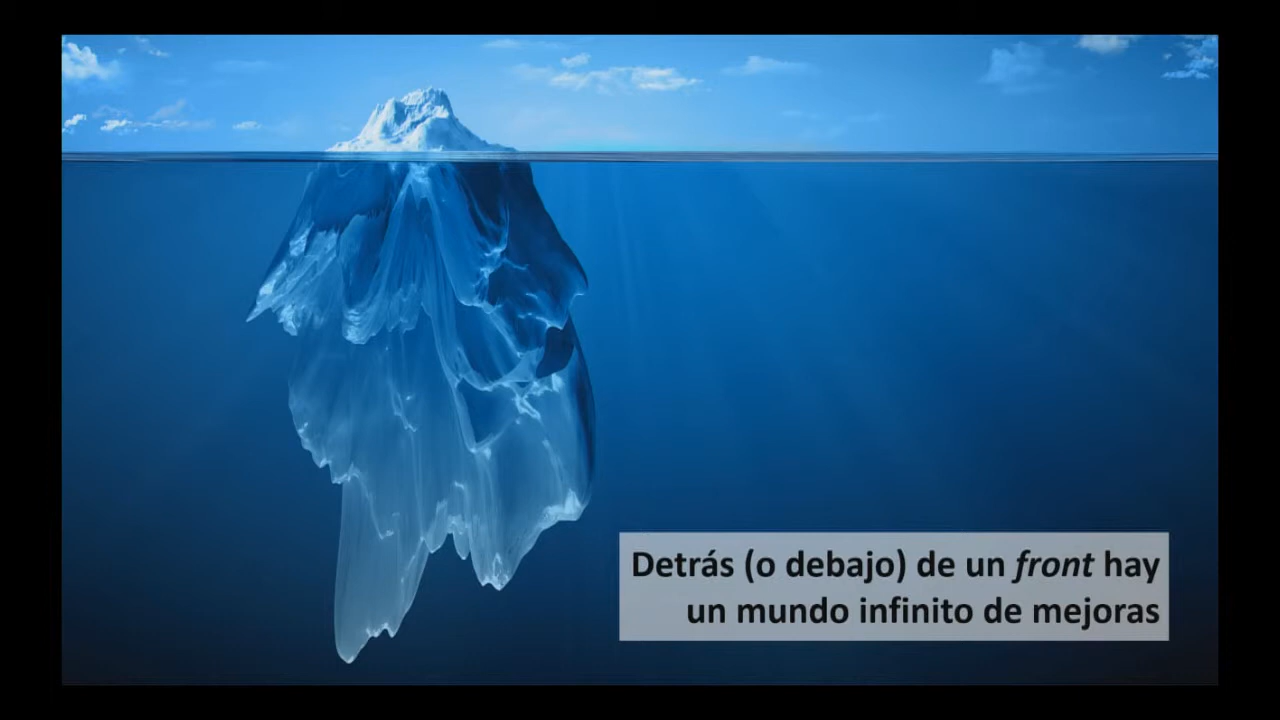 Detrás (o debajo) de un front hay
un mundo infinito de mejoras